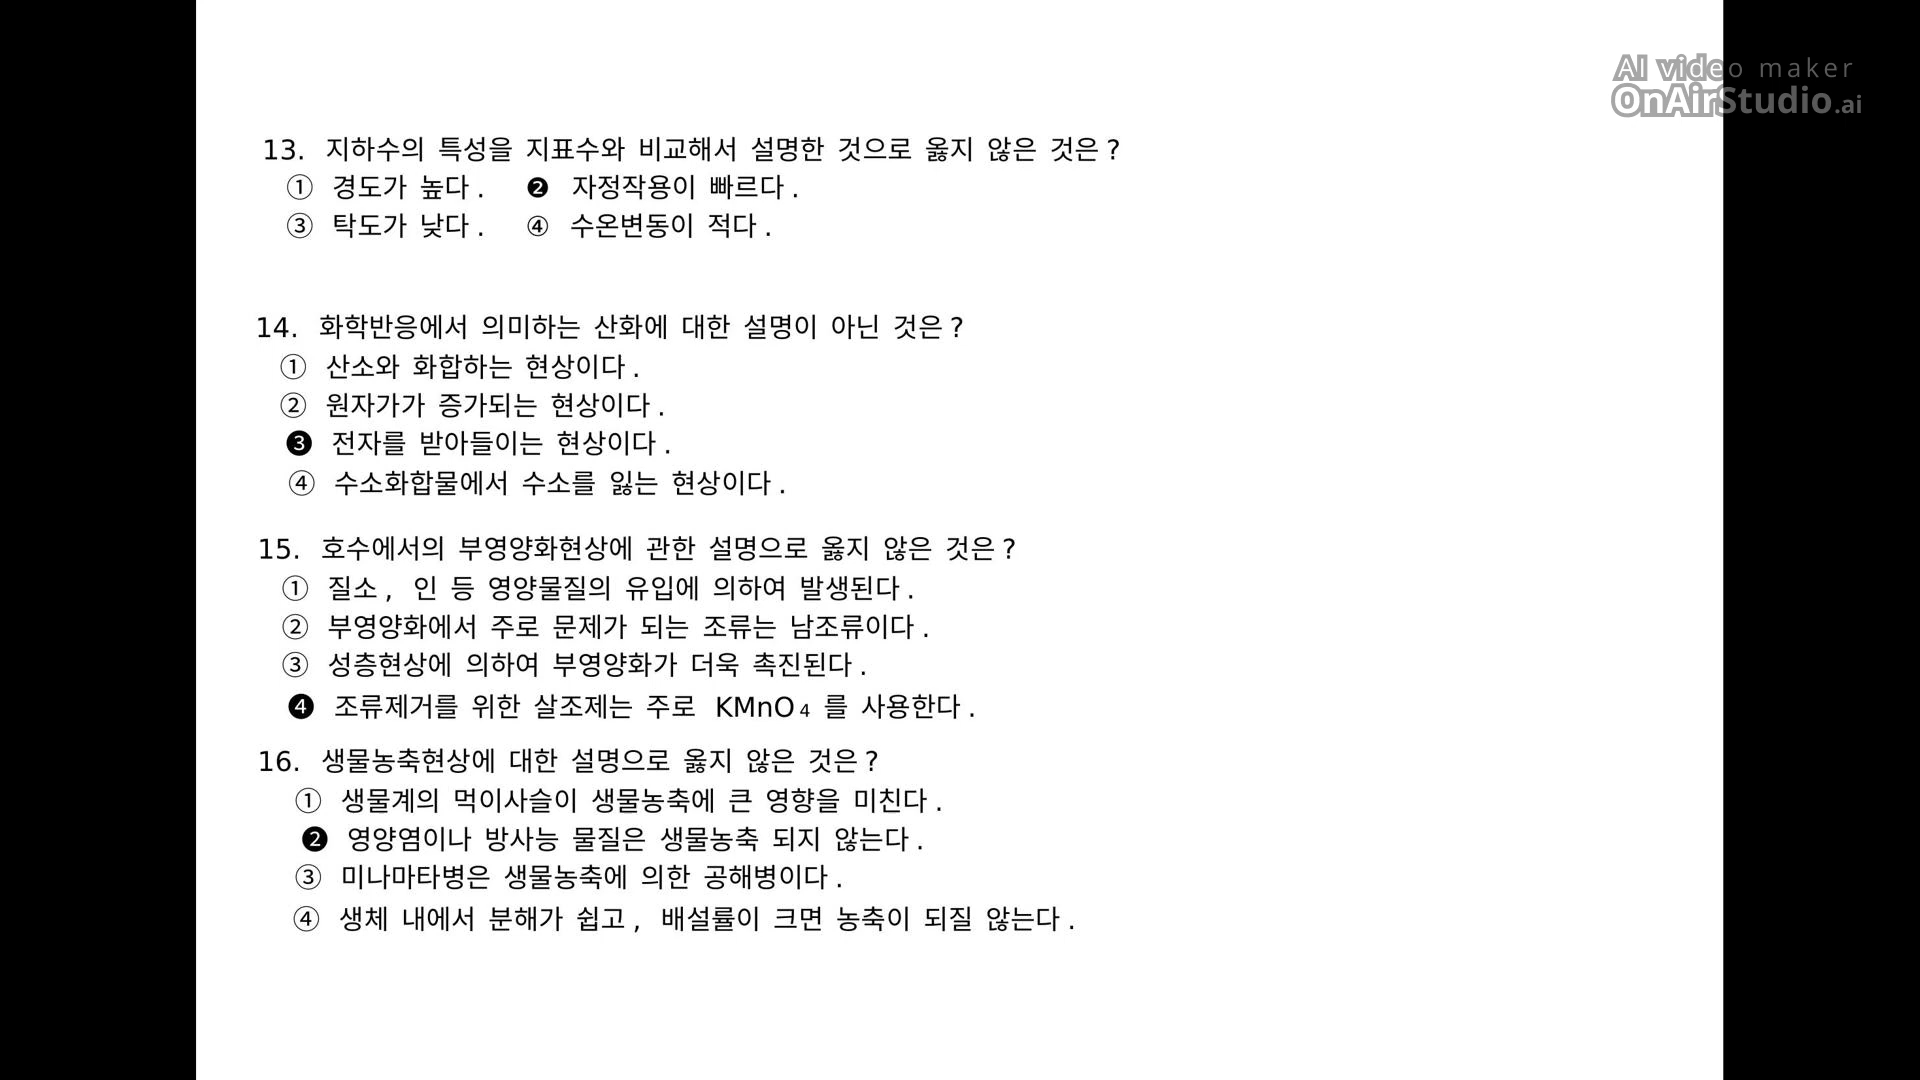 AI video maker
OnAirStudio.ai
13. 지하수의 특성을 지표수와 비교해서 설명한 것으로 옳지 않은 것은?
① 경도가 높다. ❷ 자정작용이 빠르다.
③ 탁도가 낮다. ④ 수온변동이 적다.
14. 화학반응에서 의미하는 산화에 대한 설명이 아닌 것은?
① 산소와 화합하는 현상이다.
② 원자가가 증가되는 현상이다.
❸ 전자를 받아들이는 현상이다.
④ 수소화합물에서 수소를 잃는 현상이다.
15. 호수에서의 부영양화현상에 관한 설명으로 옳지 않은 것은?
① 질소, 인 등 영양물질의 유입에 의하여 발생된다.
② 부영양화에서 주로 문제가 되는 조류는 남조류이다.
③ 성층현상에 의하여 부영양화가 더욱 촉진된다.
❹ 조류제거를 위한 살조제는 주로 KMnO₄를 사용한다.
16. 생물농축현상에 대한 설명으로 옳지 않은 것은?
① 생물계의 먹이사슬이 생물농축에 큰 영향을 미친다.
❷ 영양염이나 방사능 물질은 생물농축 되지 않는다.
③ 미나마타병은 생물농축에 의한 공해병이다.
④ 생체 내에서 분해가 쉽고, 배설률이 크면 농축이 되질 않는다.